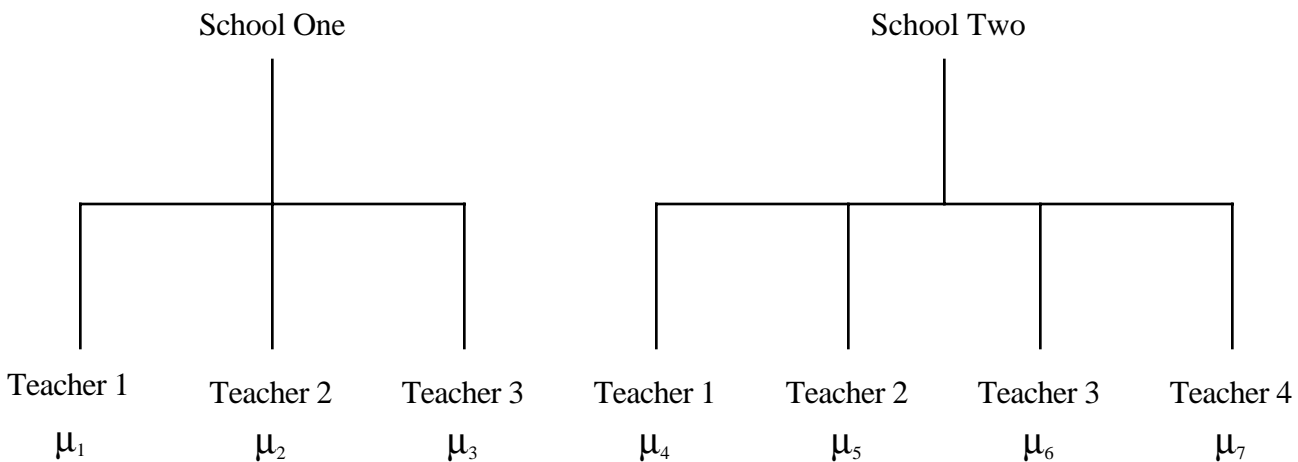 School One School Two
Teacher 1 Teacher 2 Teacher 3 Teacher 1 Teacher 2 Teacher 3 Teacher 4
μ₁ μ₂ μ₃ μ₄ μ₅ μ₆ μ₇